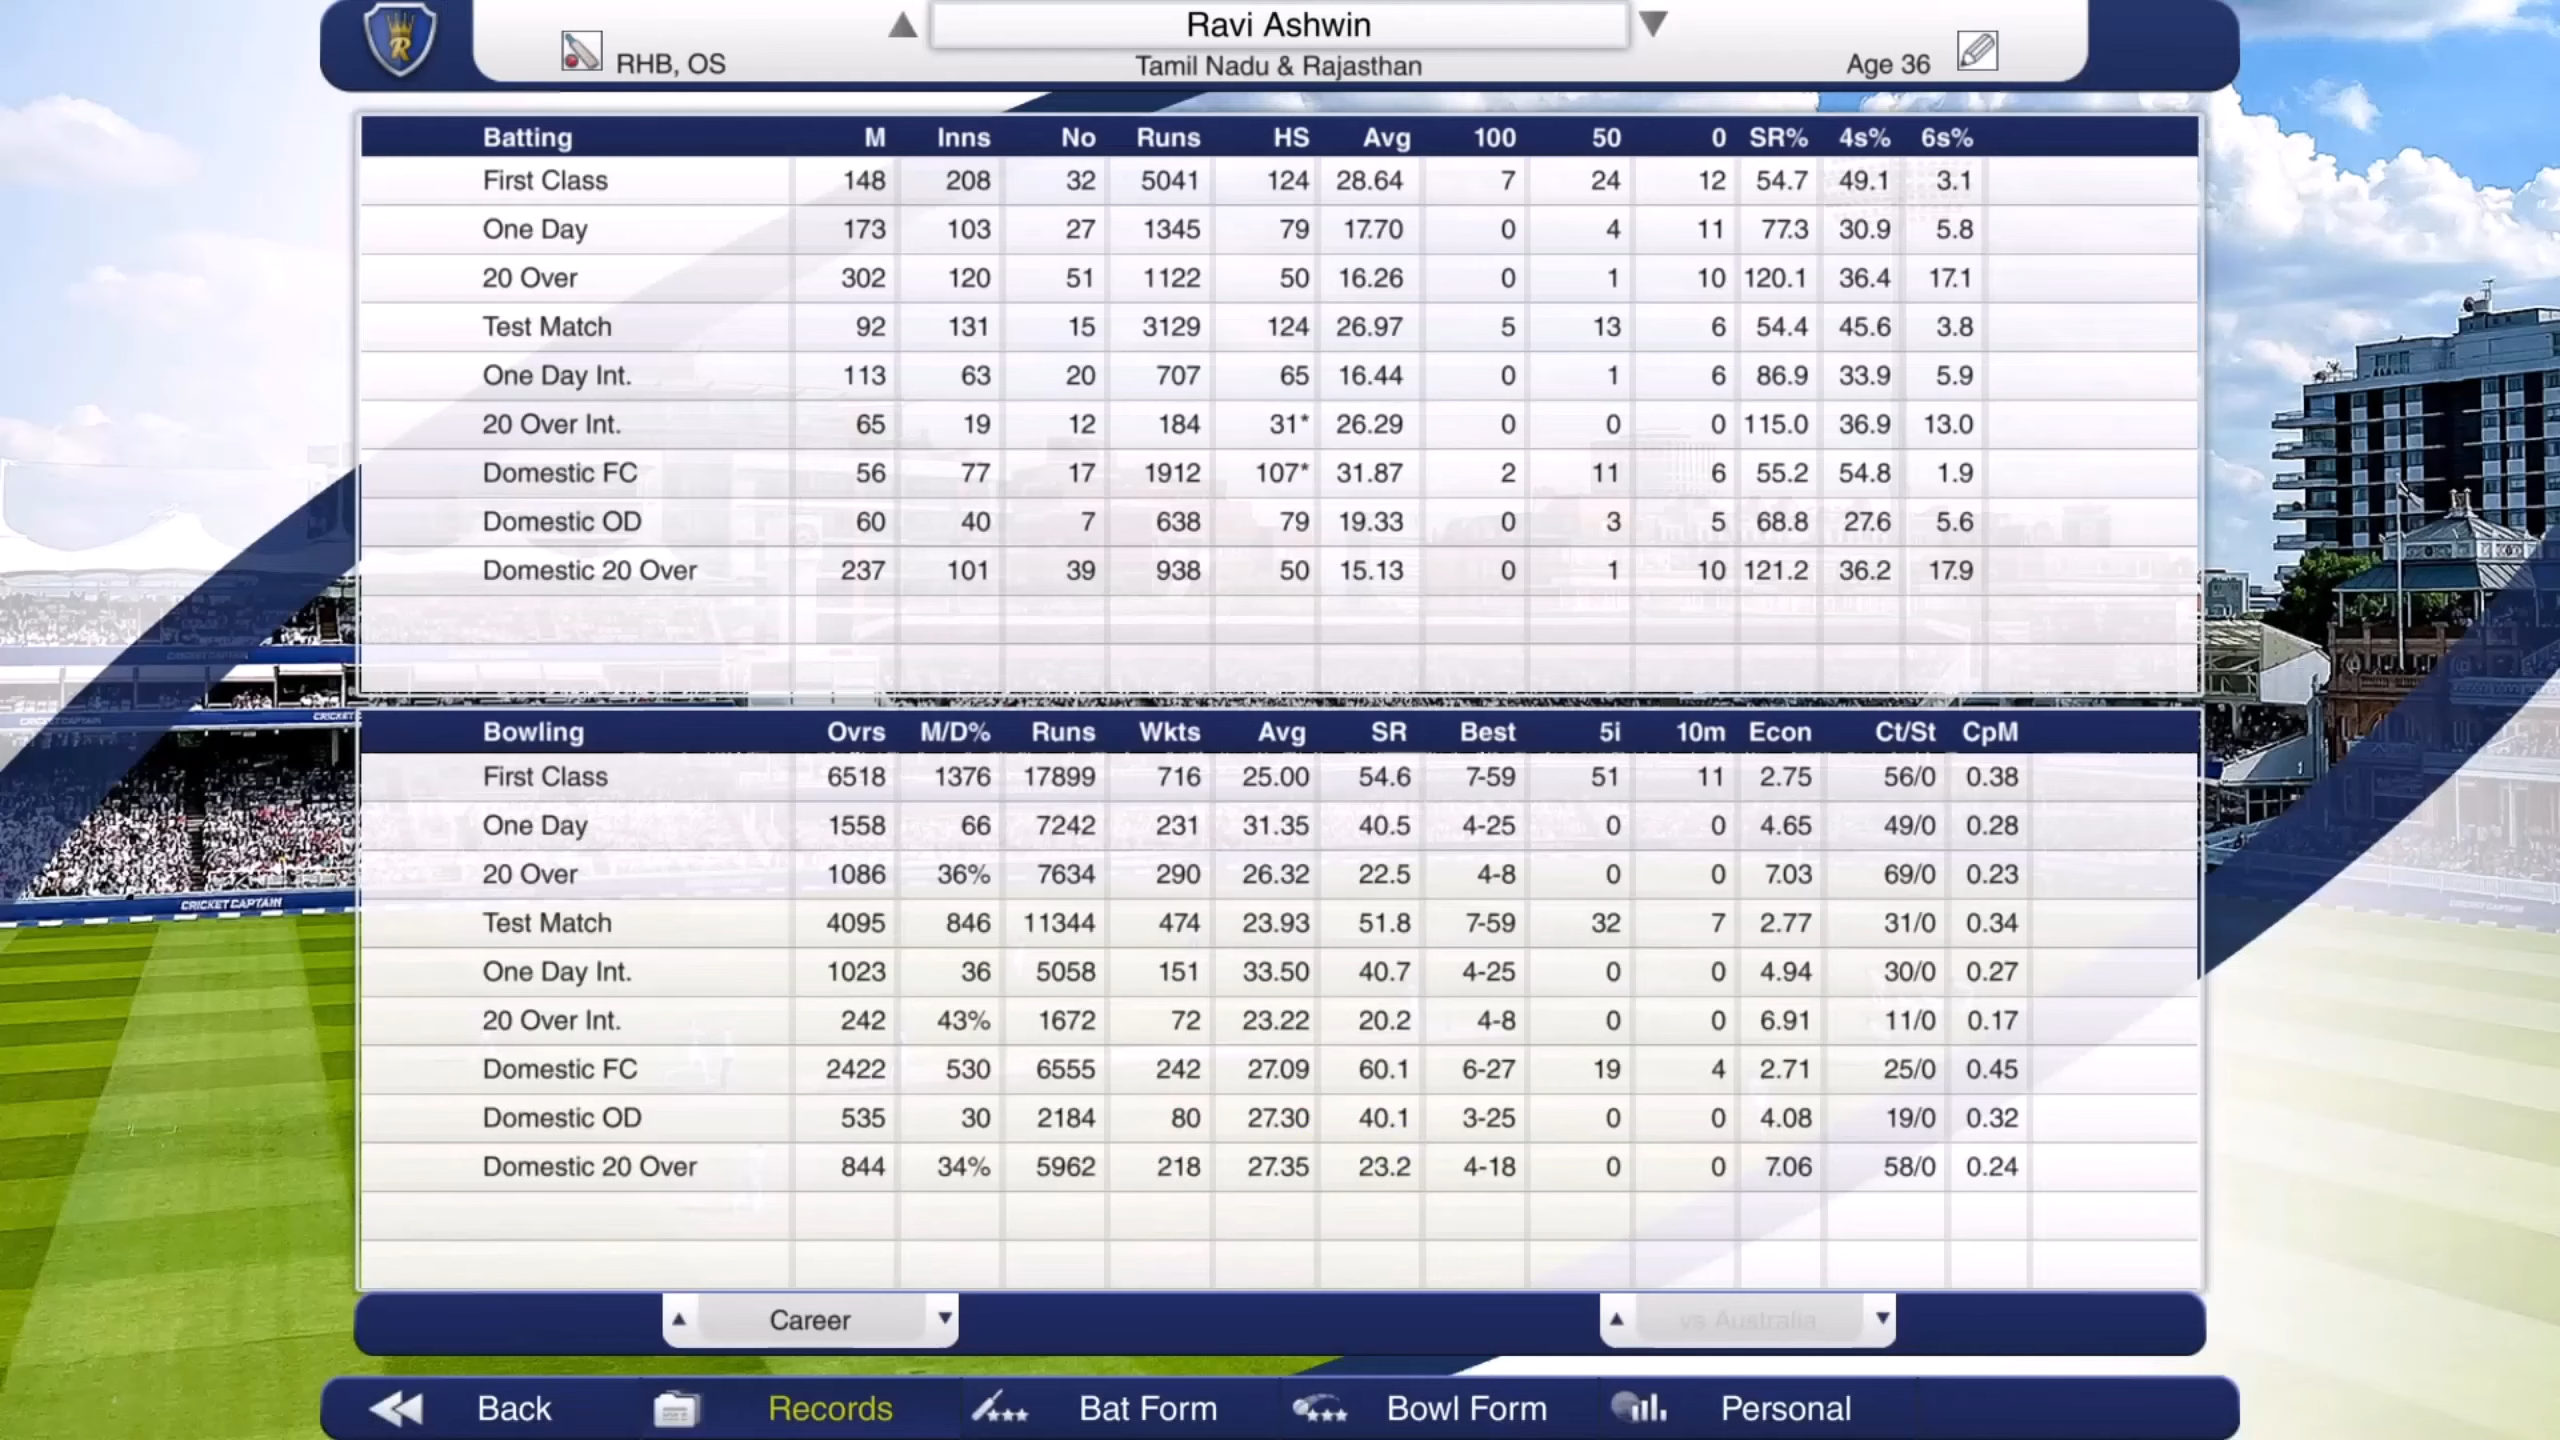 R
RHB, OS
Ravi Ashwin
Tamil Nadu & Rajasthan
Age 36
Batting M Inns No Runs HS Avg 100 50 0 SR% 4s% 6s%
First Class 148 208 32 5041 124 28.64 7 24 12 54.7 49.1 3.1
One Day 173 103 27 1345 79 17.70 0 4 11 77.3 30.9 5.8
20 Over 302 120 51 1122 50 16.26 0 1 10 120.1 36.4 17.1
Test Match 92 131 15 3129 124 26.97 5 13 6 54.4 45.6 3.8
One Day Int. 113 63 20 707 65 16.44 0 1 6 86.9 33.9 5.9
20 Over Int. 65 19 12 184 31* 26.29 0 0 0 115.0 36.9 13.0
Domestic FC 56 77 17 1912 107* 31.87 2 11 6 55.2 54.8 1.9
Domestic OD 60 40 7 638 79 19.33 0 3 5 68.8 27.6 5.6
Domestic 20 Over 237 101 39 938 50 15.13 0 1 10 121.2 36.2 17.9
Bowling Ovrs M/D% Runs Wkts Avg SR Best 5i 10m Econ Ct/St CpM
First Class 6518 1376 17899 716 25.00 54.6 7-59 51 11 2.75 56/0 0.38
One Day 1558 66 7242 231 31.35 40.5 4-25 0 0 4.65 49/0 0.28
20 Over 1086 36% 7634 290 26.32 22.5 4-8 0 0 7.03 69/0 0.23
Test Match 4095 846 11344 474 23.93 51.8 7-59 32 7 2.77 31/0 0.34
One Day Int. 1023 36 5058 151 33.50 40.7 4-25 0 0 4.94 30/0 0.27
20 Over Int. 242 43% 1672 72 23.22 20.2 4-8 0 0 6.91 11/0 0.17
Domestic FC 2422 530 6555 242 27.09 60.1 6-27 19 4 2.71 25/0 0.45
Domestic OD 535 30 2184 80 27.30 40.1 3-25 0 0 4.08 19/0 0.32
Domestic 20 Over 844 34% 5962 218 27.35 23.2 4-18 0 0 7.06 58/0 0.24
CRICKET CAPTAIN
CRICKET CAPTAIN
CRICKET
CRICKET CAPTAIN
Career
vs Australia
Back
Records
Bat Form
Bowl Form
Personal